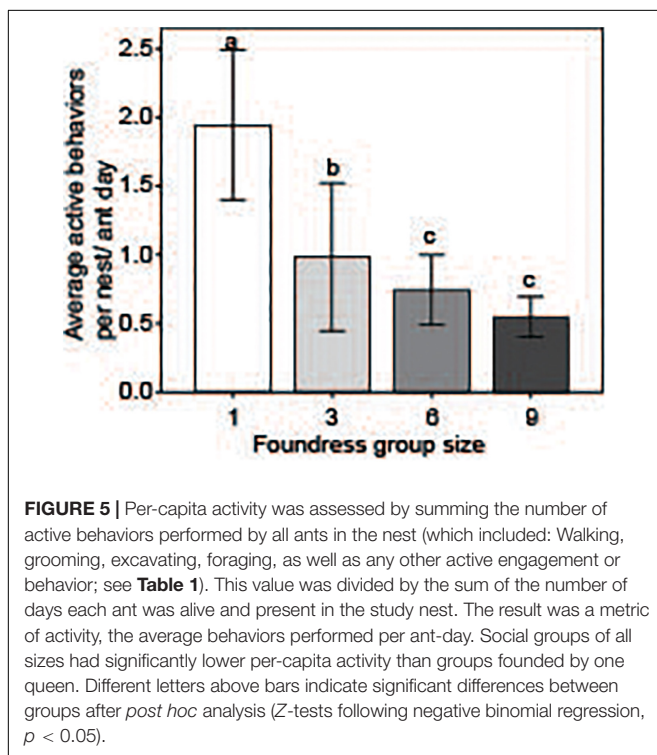 2.5
2.0
1.5
1.0
0.5
0.0
Average active behaviors
per nest/ ant day
a
b
c
c
1
3
6
9
Foundress group size
FIGURE 5 | Per-capita activity was assessed by summing the number of
active behaviors performed by all ants in the nest (which included: Walking,
grooming, excavating, foraging, as well as any other active engagement or
behavior; see Table 1). This value was divided by the sum of the number of
days each ant was alive and present in the study nest. The result was a metric
of activity, the average behaviors performed per ant-day. Social groups of all
sizes had significantly lower per-capita activity than groups founded by one
queen. Different letters above bars indicate significant differences between
groups after post hoc analysis (Z-tests following negative binomial regression,
p < 0.05).